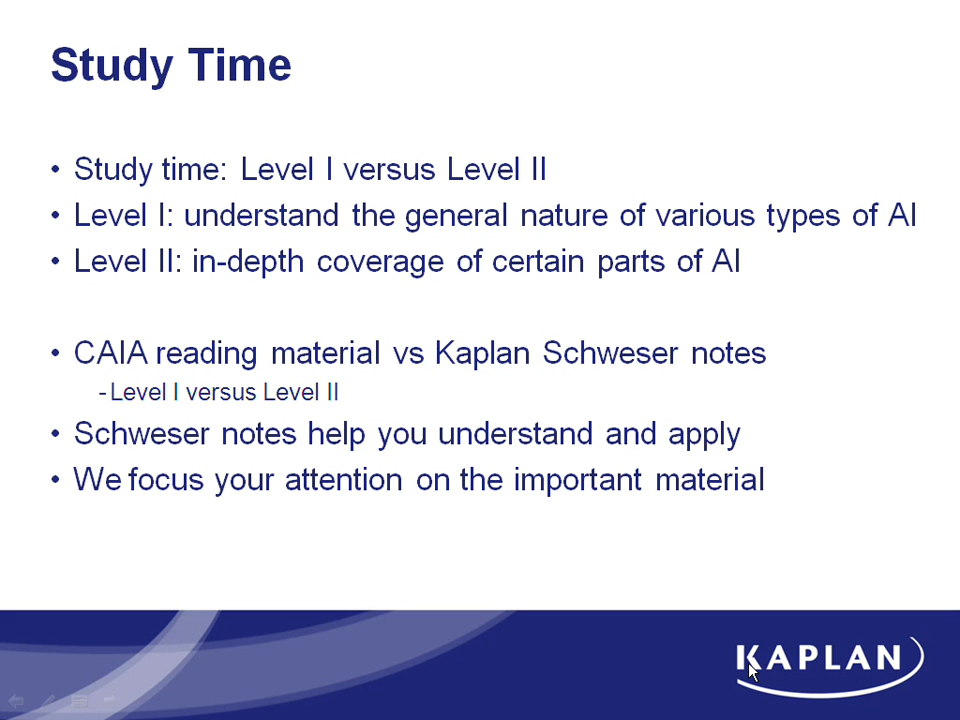 Study Time
• Study time: Level I versus Level II
• Level I: understand the general nature of various types of AI
• Level II: in-depth coverage of certain parts of AI
• CAIA reading material vs Kaplan Schweser notes
- Level I versus Level II
• Schweser notes help you understand and apply
• We focus your attention on the important material
KAPLAN